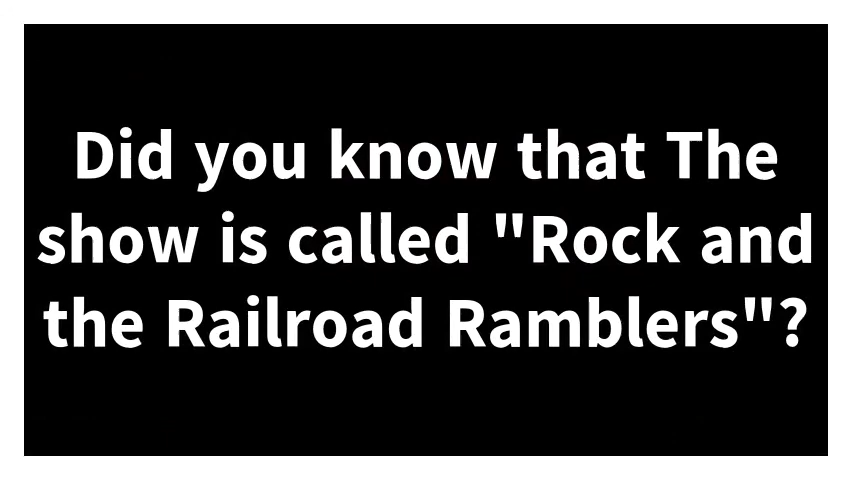 Did you know that The
show is called "Rock and
the Railroad Ramblers"?